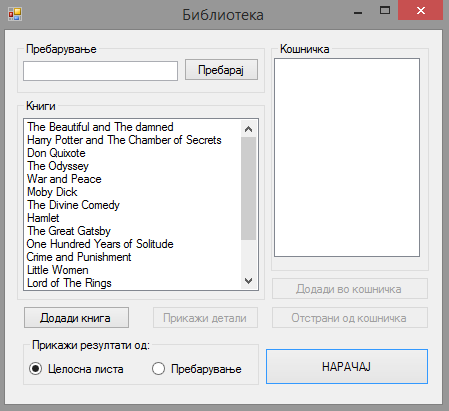 Библиотека
Пребарување
Пребарај
Кошничка
Книги
The Beautiful and The damned
Harry Potter and The Chamber of Secrets
Don Quixote
The Odyssey
War and Peace
Moby Dick
The Divine Comedy
Hamlet
The Great Gatsby
One Hundred Years of Solitude
Crime and Punishment
Little Women
Lord of The Rings
Додади во кошничка
Додади книга
Прикажи детали
Отстрани од кошничка
Прикажи резултати од:
Целосна листа
Пребарување
НАРАЧАЈ